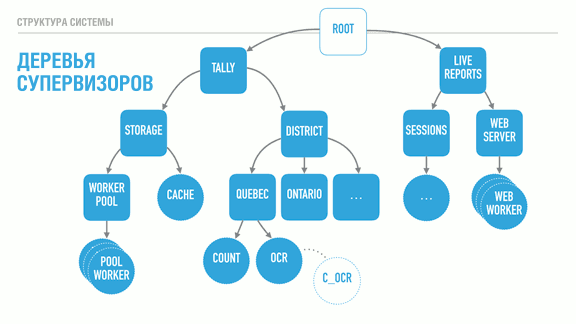 СТРУКТУРА СИСТЕМЫ
ДЕРЕВЬЯ
СУПЕРВИЗОРОВ
ROOT
TALLY
LIVE
REPORTS
STORAGE
DISTRICT
SESSIONS
WEB
SERVER
WORKER
POOL
CACHE
QUEBEC
ONTARIO
...
...
WEB
WORKER
POOL
WORKER
COUNT
OCR
C_OCR